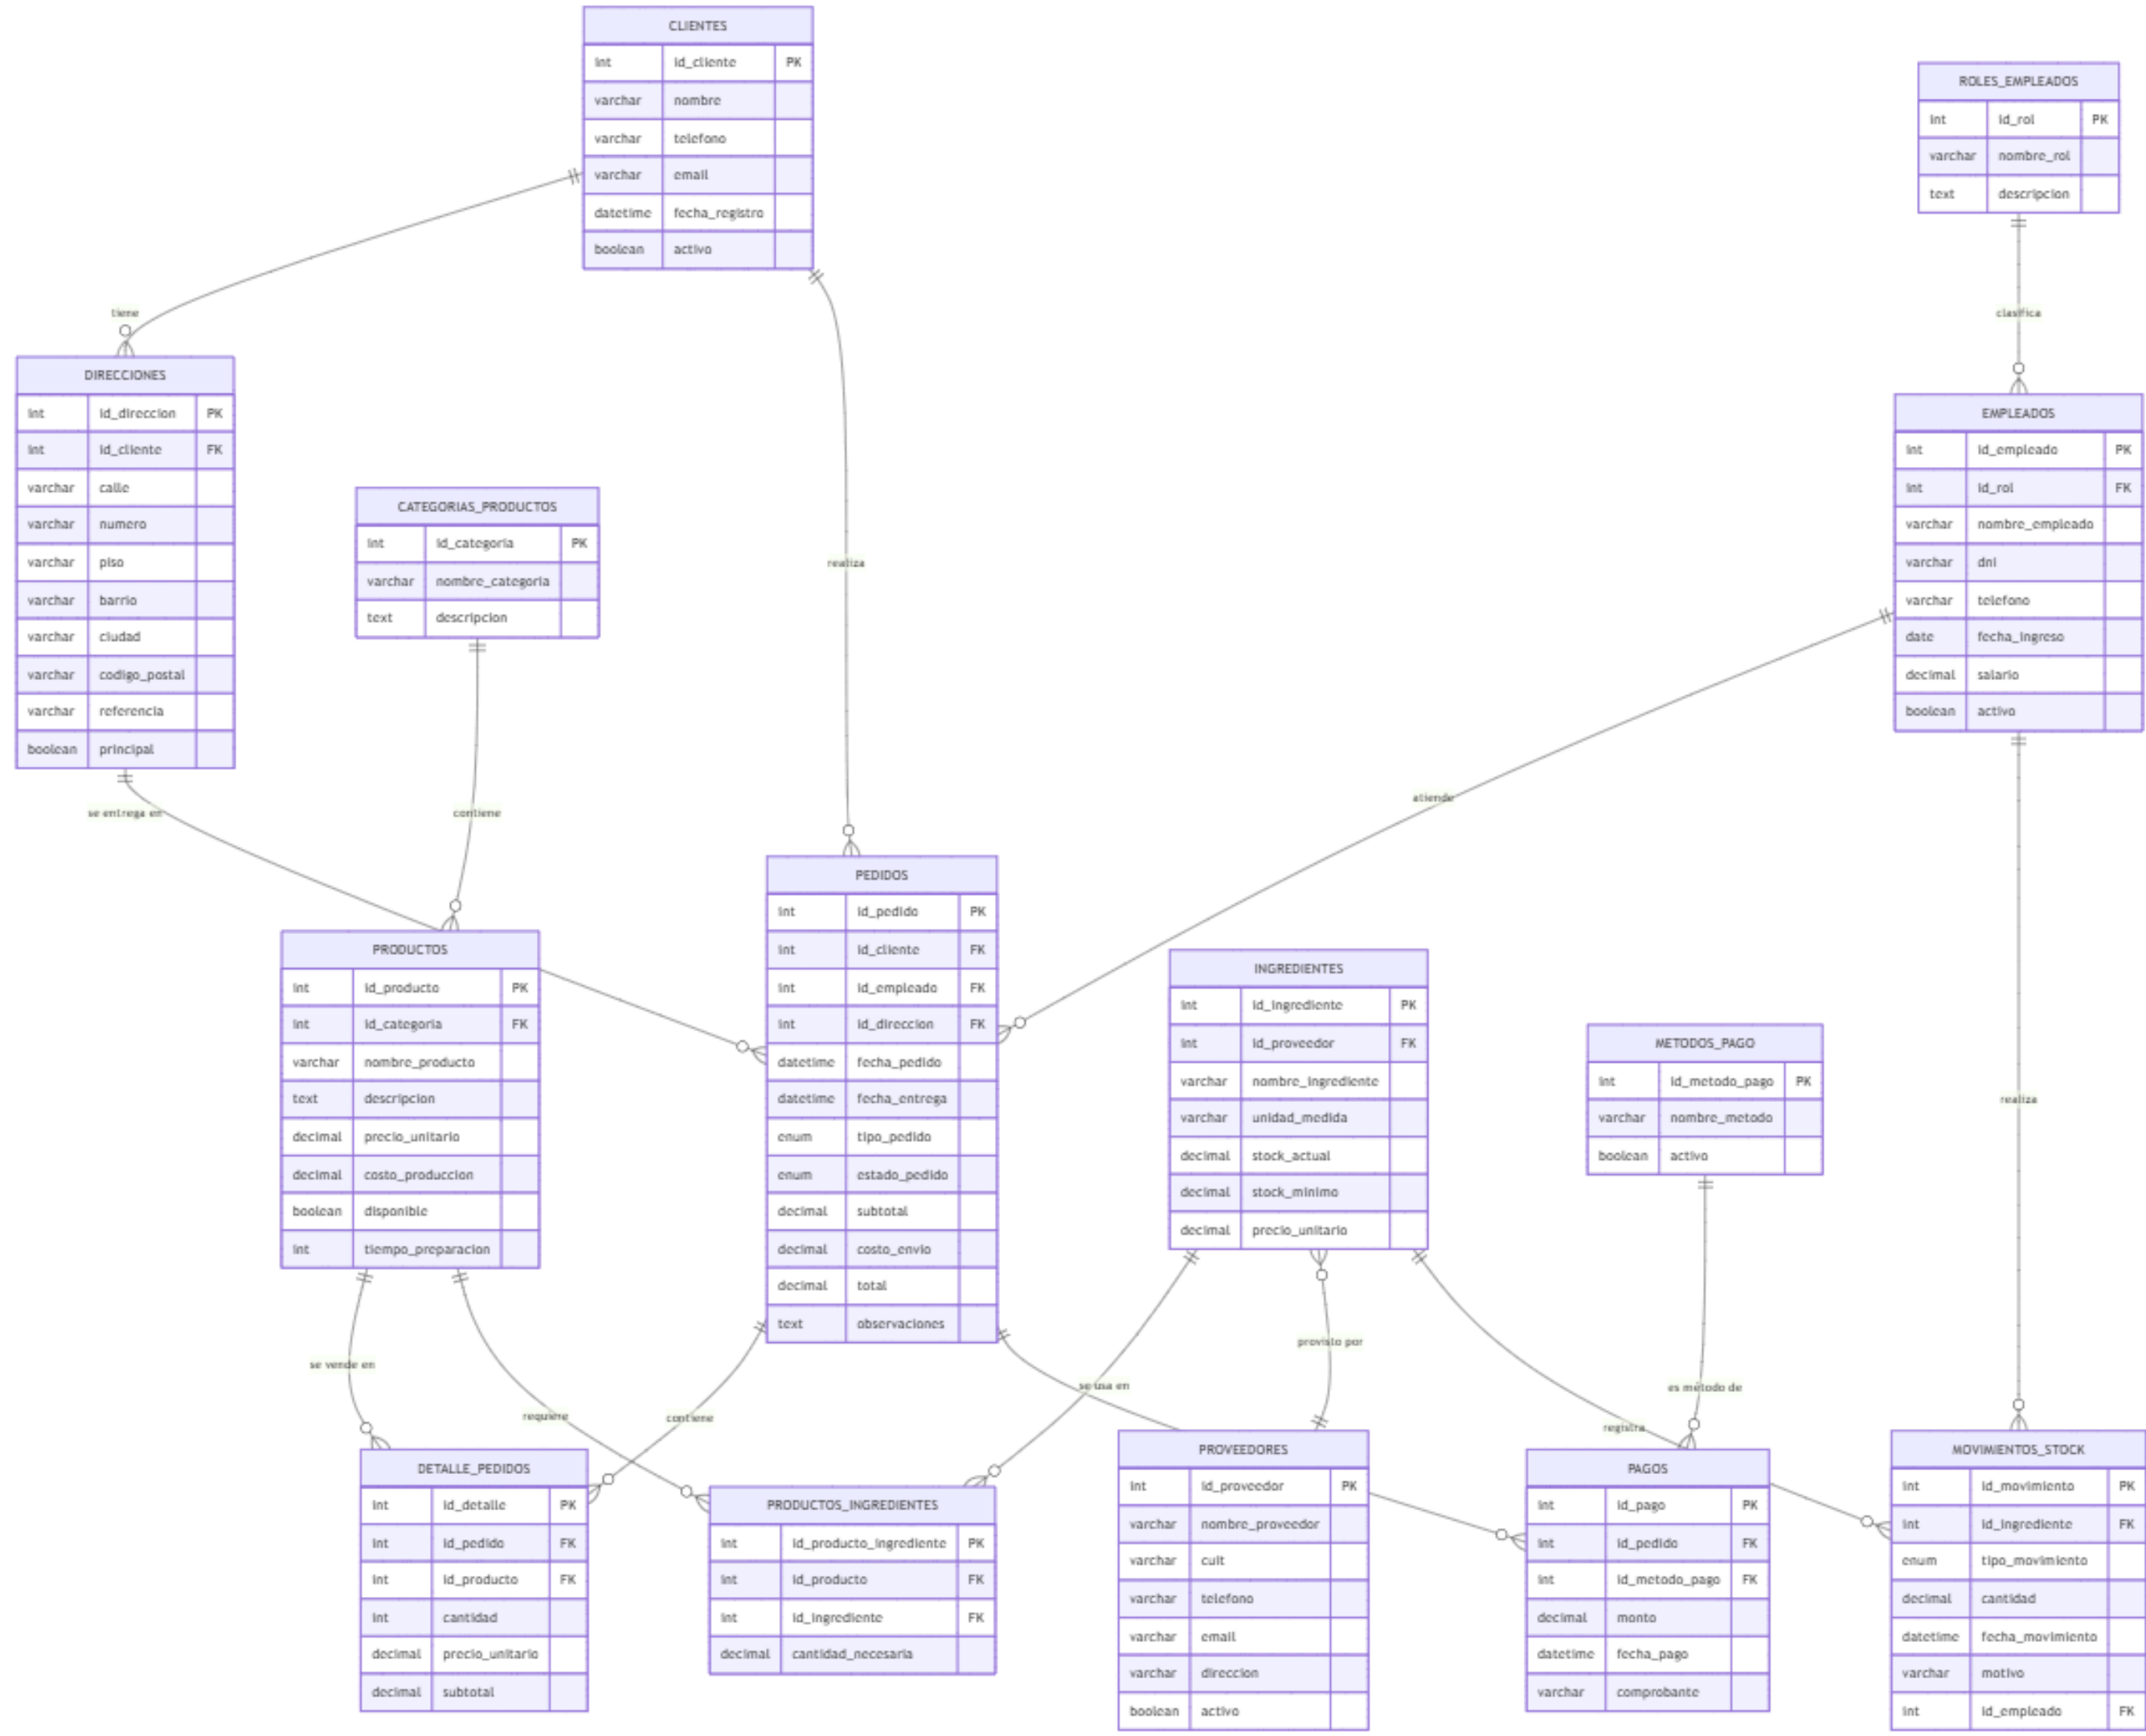 CLIENTES
int id_cliente PK
varchar nombre
varchar telefono
varchar email
datetime fecha_registro
boolean activo
ROLES_EMPLEADOS
int id_rol PK
varchar nombre_rol
text descripcion
tiene
clasifica
DIRECCIONES
int id_direccion PK
int id_cliente FK
varchar calle
varchar numero
varchar piso
varchar barrio
varchar ciudad
varchar codigo_postal
varchar referencia
boolean principal
EMPLEADOS
int id_empleado PK
int id_rol FK
varchar nombre_empleado
varchar dni
varchar telefono
date fecha_ingreso
decimal salario
boolean activo
CATEGORIAS_PRODUCTOS
int id_categoria PK
varchar nombre_categoria
text descripcion
realiza
atiende
se entrega en
contiene
PEDIDOS
int id_pedido PK
int id_cliente FK
int id_empleado FK
int id_direccion FK
datetime fecha_pedido
datetime fecha_entrega
enum tipo_pedido
enum estado_pedido
decimal subtotal
decimal costo_envio
decimal total
text observaciones
PRODUCTOS
int id_producto PK
int id_categoria FK
varchar nombre_producto
text descripcion
decimal precio_unitario
decimal costo_produccion
boolean disponible
int tiempo_preparacion
INGREDIENTES
int id_ingrediente PK
int id_proveedor FK
varchar nombre_ingrediente
varchar unidad_medida
decimal stock_actual
decimal stock_minimo
decimal precio_unitario
METODOS_PAGO
int id_metodo_pago PK
varchar nombre_metodo
boolean activo
realiza
provisto por
se vende en
se usa en
es método de
requiere
contiene
registra
DETALLE_PEDIDOS
int id_detalle PK
int id_pedido FK
int id_producto FK
int cantidad
decimal precio_unitario
decimal subtotal
PRODUCTOS_INGREDIENTES
int id_producto_ingrediente PK
int id_producto FK
int id_ingrediente FK
decimal cantidad_necesaria
PROVEEDORES
int id_proveedor PK
varchar nombre_proveedor
varchar cuit
varchar telefono
varchar email
varchar direccion
boolean activo
PAGOS
int id_pago PK
int id_pedido FK
int id_metodo_pago FK
decimal monto
datetime fecha_pago
varchar comprobante
MOVIMIENTOS_STOCK
int id_movimiento PK
int id_ingrediente FK
enum tipo_movimiento
decimal cantidad
datetime fecha_movimiento
varchar motivo
int id_empleado FK